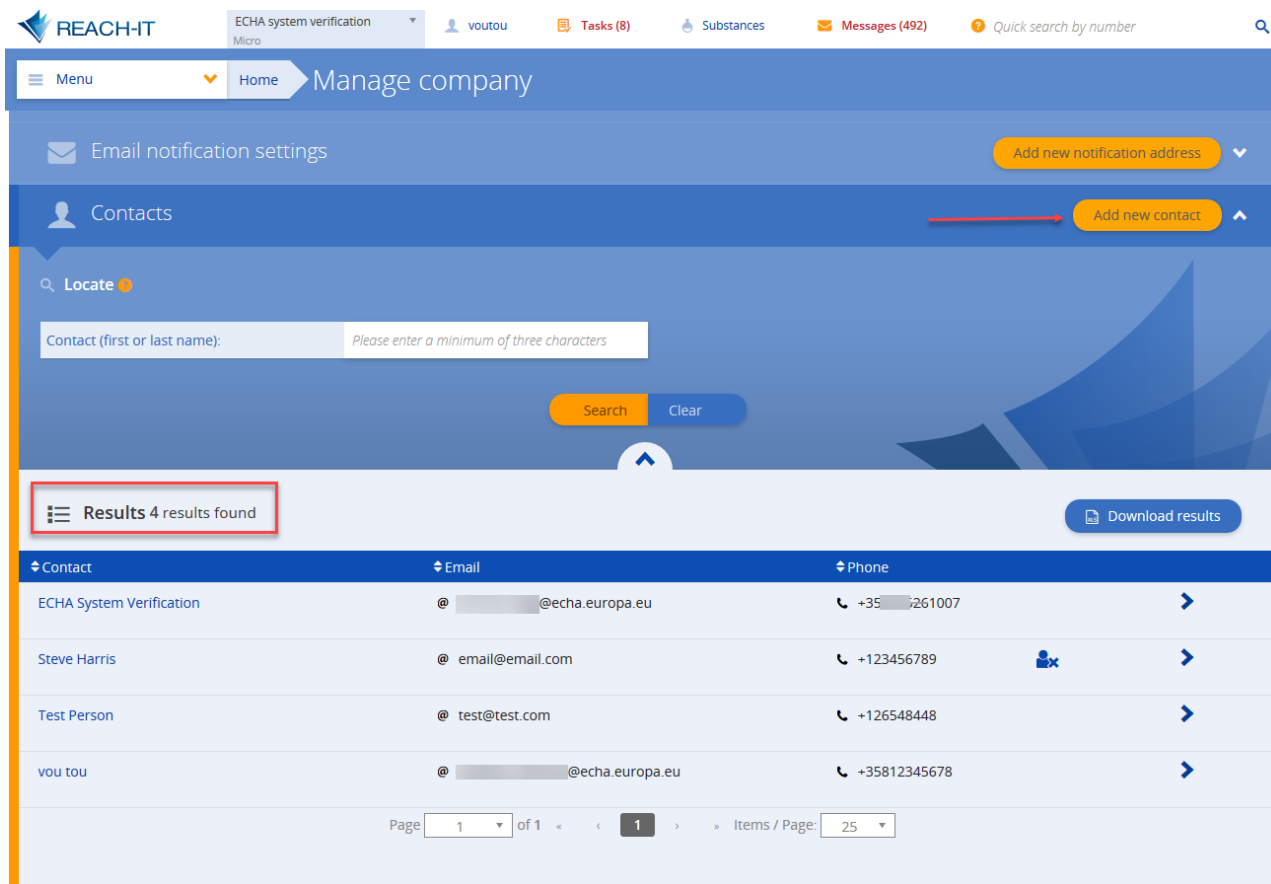 REACH-IT
ECHA system verification
Micro
voutou
Tasks (8)
Substances
Messages (492)
Quick search by number
Menu
Home
Manage company
Email notification settings
Add new notification address
Contacts
Add new contact
Locate
Contact (first or last name):
Please enter a minimum of three characters
Search
Clear
Results 4 results found
Download results
Contact
Email
Phone
ECHA System Verification
@ @echa.europa.eu
+35 261007
Steve Harris
@ email@email.com
+123456789
Test Person
@ test@test.com
+126548448
vou tou
@ @echa.europa.eu
+35812345678
Page 1 of 1 « ‹ 1 › » Items / Page: 25